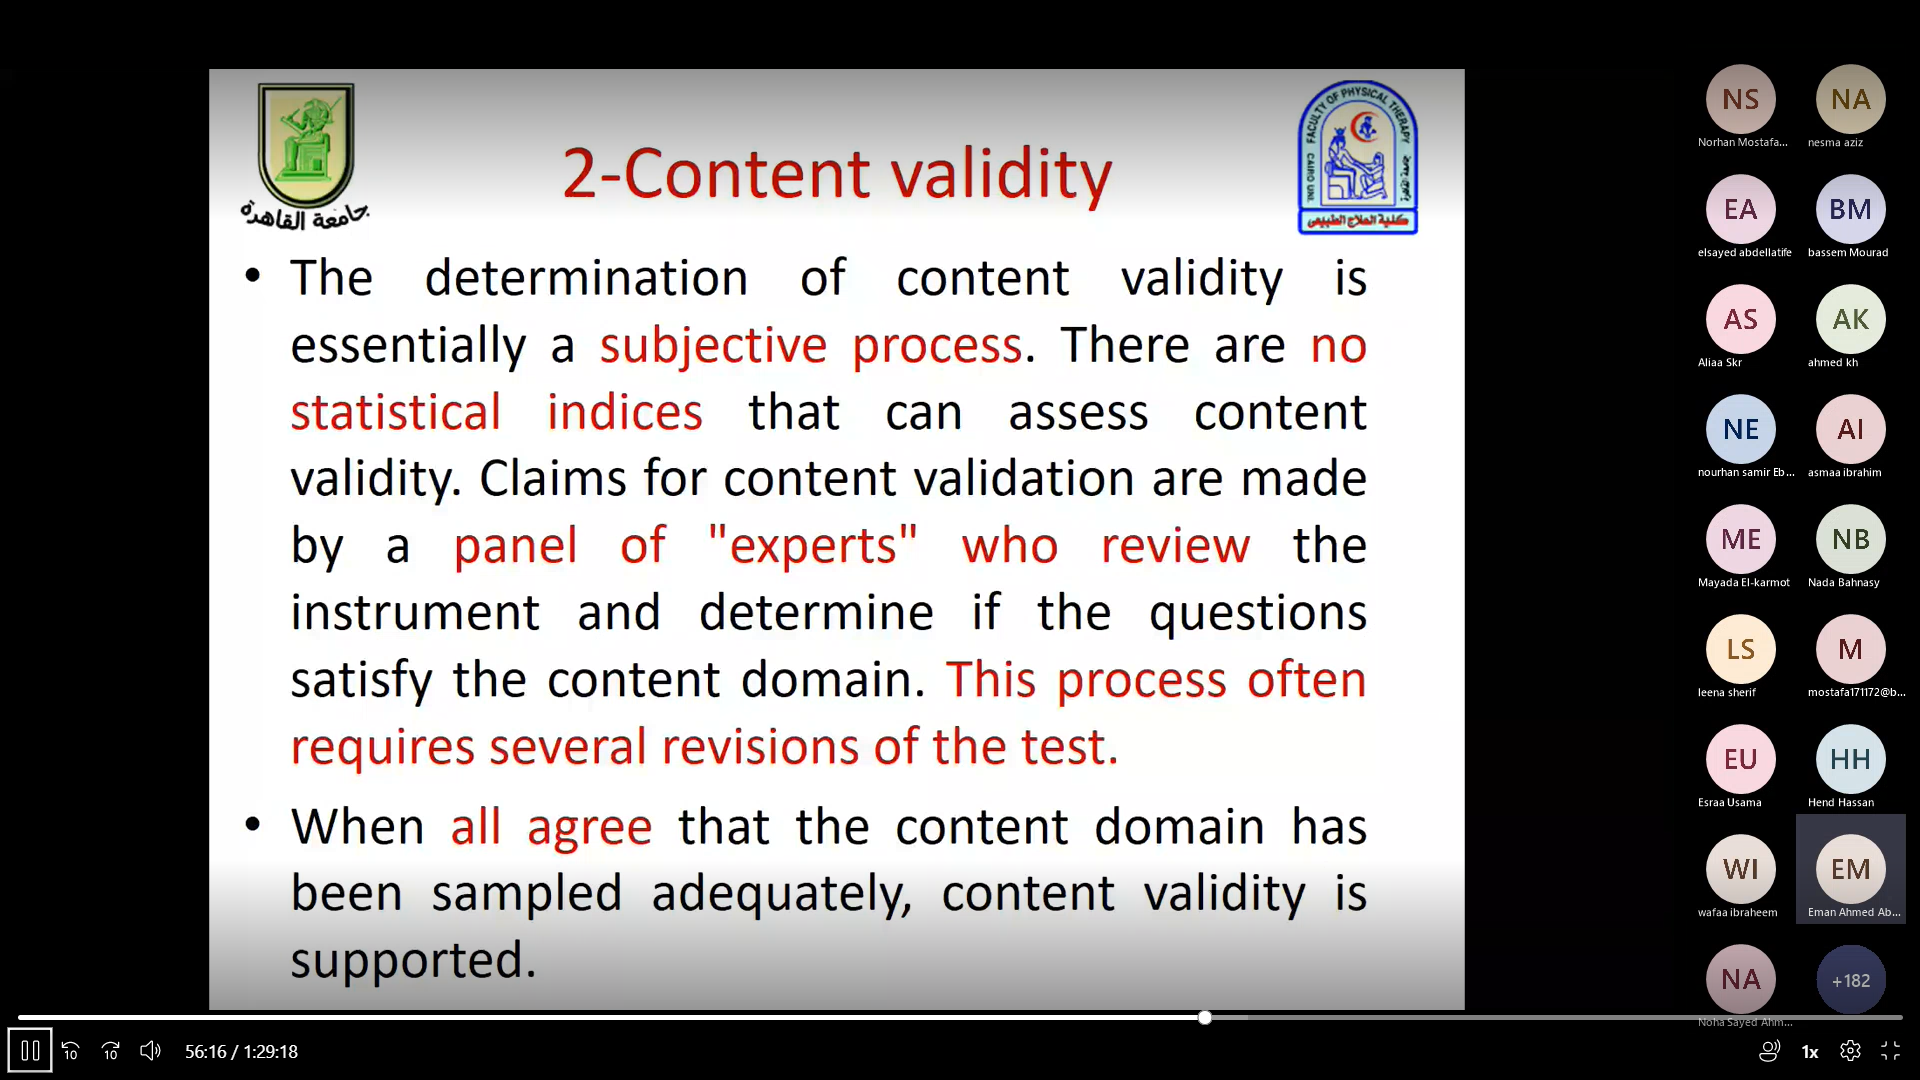 جامعة القاهرة
FACULTY OF PHYSICAL THERAPY
CAIRO UNI.
كلية العلاج الطبيعى
2-Content validity
• The determination of content validity is
essentially a subjective process. There are no
statistical indices that can assess content
validity. Claims for content validation are made
by a panel of "experts" who review the
instrument and determine if the questions
satisfy the content domain. This process often
requires several revisions of the test.
• When all agree that the content domain has
been sampled adequately, content validity is
supported.
NS NA
Norhan Mostafa... nesma aziz
EA BM
elsayed abdellatife bassem Mourad
AS AK
Aliaa Skr ahmed kh
NE AI
nourhan samir Eb... asmaa ibrahim
ME NB
Mayada El-karmot Nada Bahnasy
LS M
leena sherif mostafa171172@b...
EU HH
Esraa Usama Hend Hassan
WI EM
wafaa ibraheem Eman Ahmed Ab...
NA +182
Noha Sayed Ahm...
10 10 56:16 / 1:29:18 1x